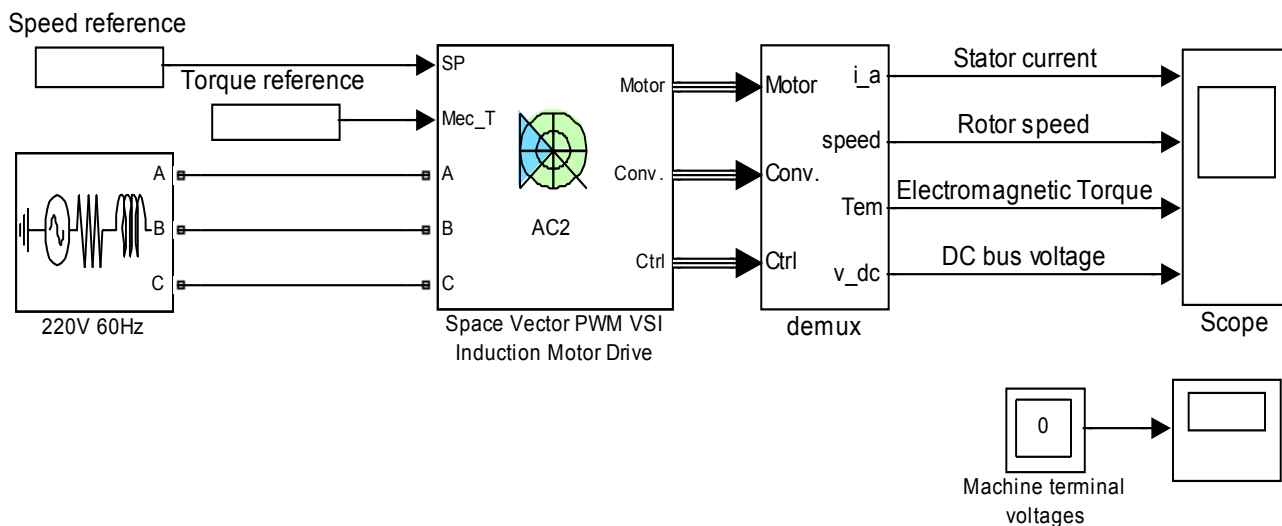 Speed reference
Torque reference
SP
Mec_T
A
B
C
A
B
C
220V 60Hz
Motor
Conv.
Ctrl
AC2
Space Vector PWM VSI
Induction Motor Drive
Motor
Conv.
Ctrl
i_a
speed
Tem
v_dc
demux
Stator current
Rotor speed
Electromagnetic Torque
DC bus voltage
Scope
0
Machine terminal
voltages